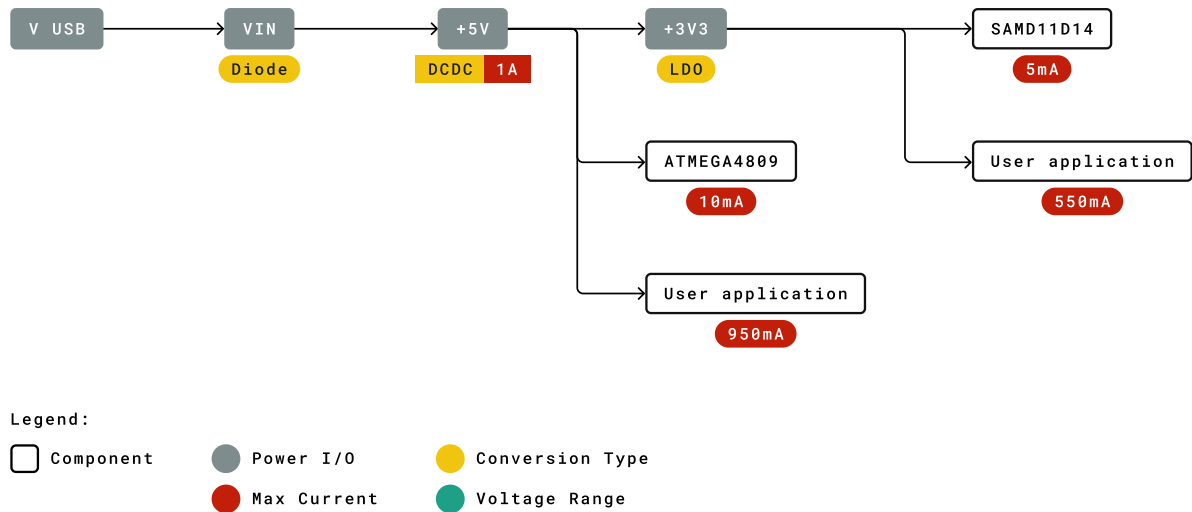 V USB
VIN
+5V
+3V3
SAMD11D14
Diode
DCDC 1A
LDO
5mA
ATMEGA4809
User application
10mA
550mA
User application
950mA
Legend:
Component
Power I/O
Conversion Type
Max Current
Voltage Range